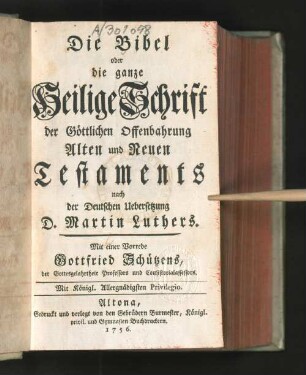 A/301098
Die Bibel
oder
die ganze
Heilige Schrift
der Göttlichen Offenbahrung
Alten und Neuen
Testaments
nach
der Deutschen Uebersetzung
D. Martin Luthers.
Mit einer Vorrede
Gottfried Schützens,
der Gottesgelahrtheit Professors und Consistorialassessors.
Mit Königl. Allergnädigsten Privilegio.
Altona,
Gedruckt und verlegt von den Gebrüdern Burmester, Königl.
privil. und Gymnasien Buchdruckern.
1756.